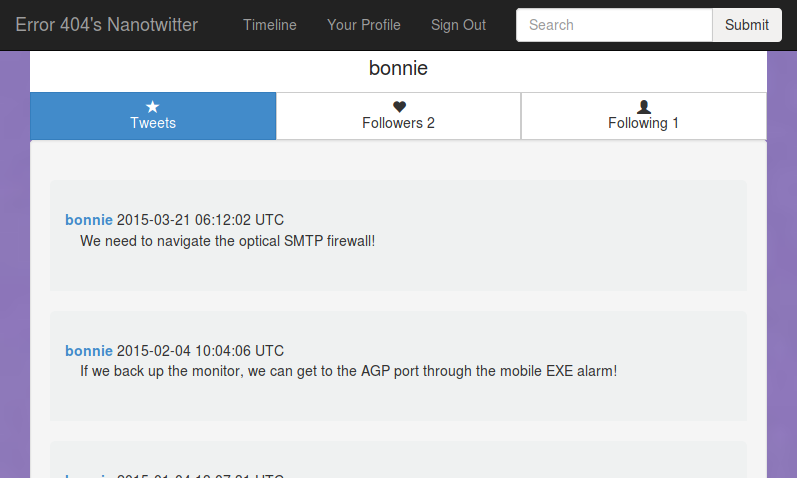 Error 404's Nanotwitter Timeline Your Profile Sign Out Search Submit
bonnie
Tweets Followers 2 Following 1
bonnie 2015-03-21 06:12:02 UTC
We need to navigate the optical SMTP firewall!
bonnie 2015-02-04 10:04:06 UTC
If we back up the monitor, we can get to the AGP port through the mobile EXE alarm!